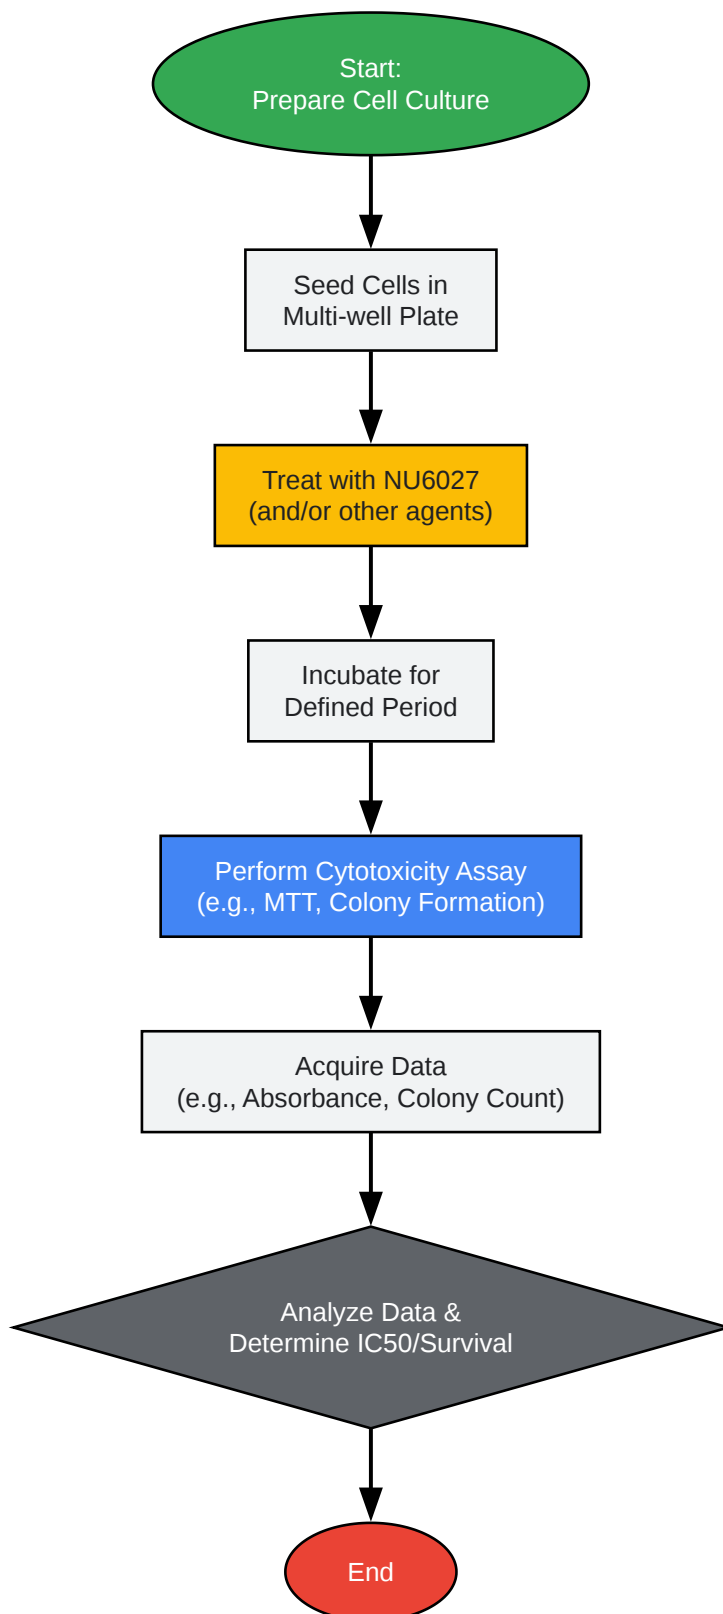 Start:
Prepare Cell Culture
Seed Cells in
Multi-well Plate
Treat with NU6027
(and/or other agents)
Incubate for
Defined Period
Perform Cytotoxicity Assay
(e.g., MTT, Colony Formation)
Acquire Data
(e.g., Absorbance, Colony Count)
Analyze Data &
Determine IC50/Survival
End